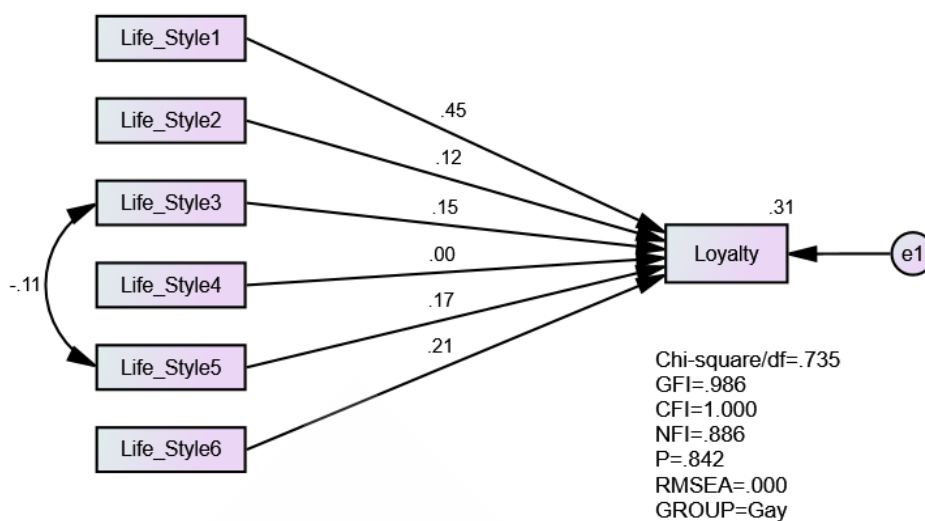 Life_Style1
.45
Life_Style2
.12
Life_Style3
.15
.31
Loyalty
e1
.00
Life_Style4
-.11
.17
Life_Style5
.21
Life_Style6
Chi-square/df=.735
GFI=.986
CFI=1.000
NFI=.886
P=.842
RMSEA=.000
GROUP=Gay